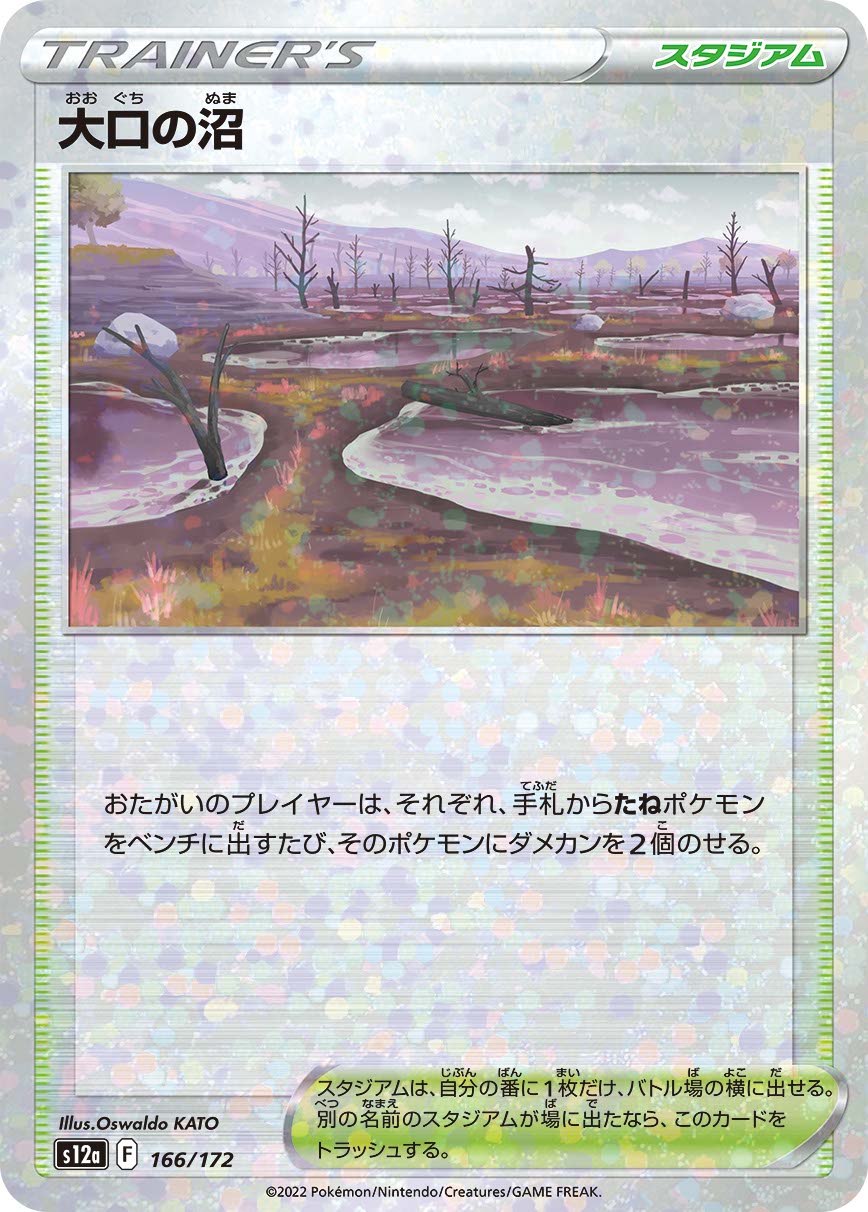 TRAINER'S スタジアム
おお ぐち ぬま
大口の沼
てふだ
おたがいのプレイヤーは、それぞれ、手札からたねポケモン
だ こ
をベンチに出すたび、そのポケモンにダメカンを2個のせる。
じぶん ばん まい ば よこ だ
スタジアムは、自分の番に1枚だけ、バトル場の横に出せる。
べつ なまえ ば で
別の名前のスタジアムが場に出たなら、このカードを
トラッシュする。
Illus.Oswaldo KATO
s12a F 166/172
©2022 Pokémon/Nintendo/Creatures/GAME FREAK.